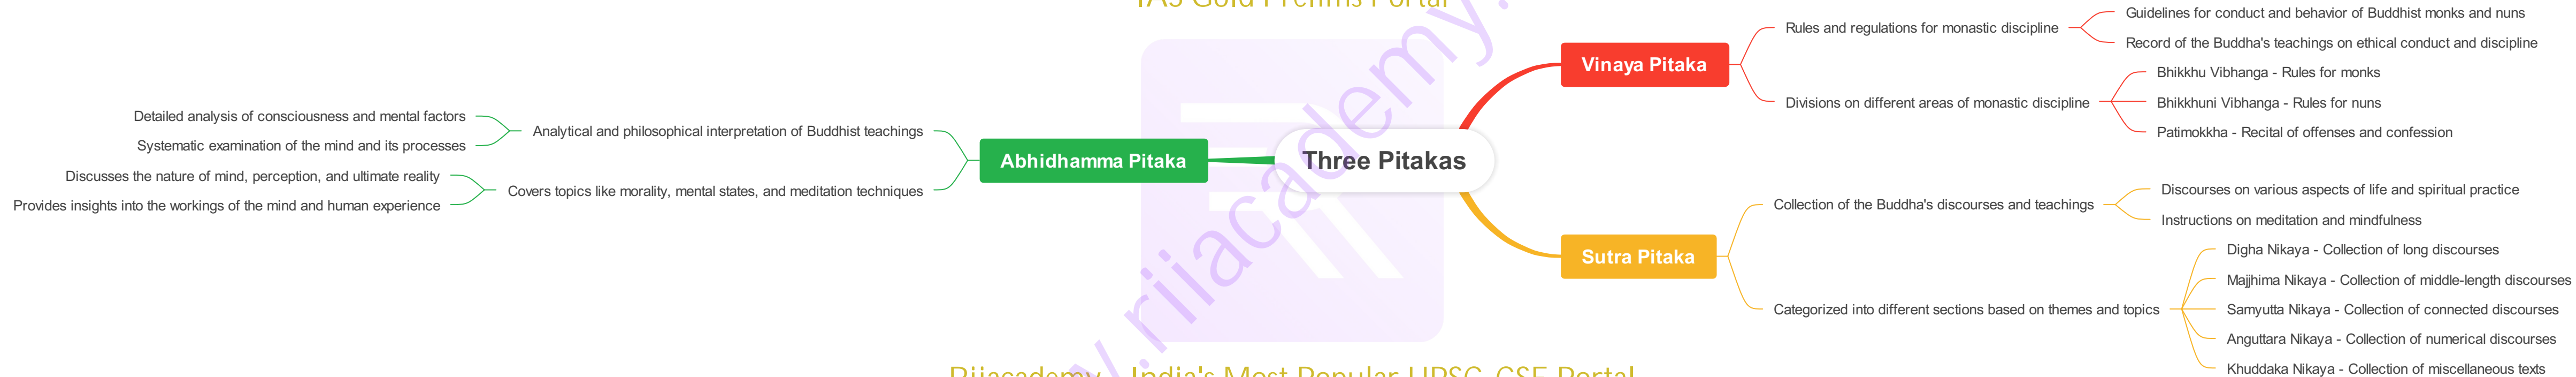 IAS Gold Prelims Portal
Three Pitakas
Vinaya Pitaka
Rules and regulations for monastic discipline
Guidelines for conduct and behavior of Buddhist monks and nuns
Record of the Buddha's teachings on ethical conduct and discipline
Divisions on different areas of monastic discipline
Bhikkhu Vibhanga - Rules for monks
Bhikkhuni Vibhanga - Rules for nuns
Patimokkha - Recital of offenses and confession
Sutra Pitaka
Collection of the Buddha's discourses and teachings
Discourses on various aspects of life and spiritual practice
Instructions on meditation and mindfulness
Categorized into different sections based on themes and topics
Digha Nikaya - Collection of long discourses
Majjhima Nikaya - Collection of middle-length discourses
Samyutta Nikaya - Collection of connected discourses
Anguttara Nikaya - Collection of numerical discourses
Khuddaka Nikaya - Collection of miscellaneous texts
Abhidhamma Pitaka
Analytical and philosophical interpretation of Buddhist teachings
Detailed analysis of consciousness and mental factors
Systematic examination of the mind and its processes
Covers topics like morality, mental states, and meditation techniques
Discusses the nature of mind, perception, and ultimate reality
Provides insights into the workings of the mind and human experience
India's Most Popular UPSC-CSE Portal